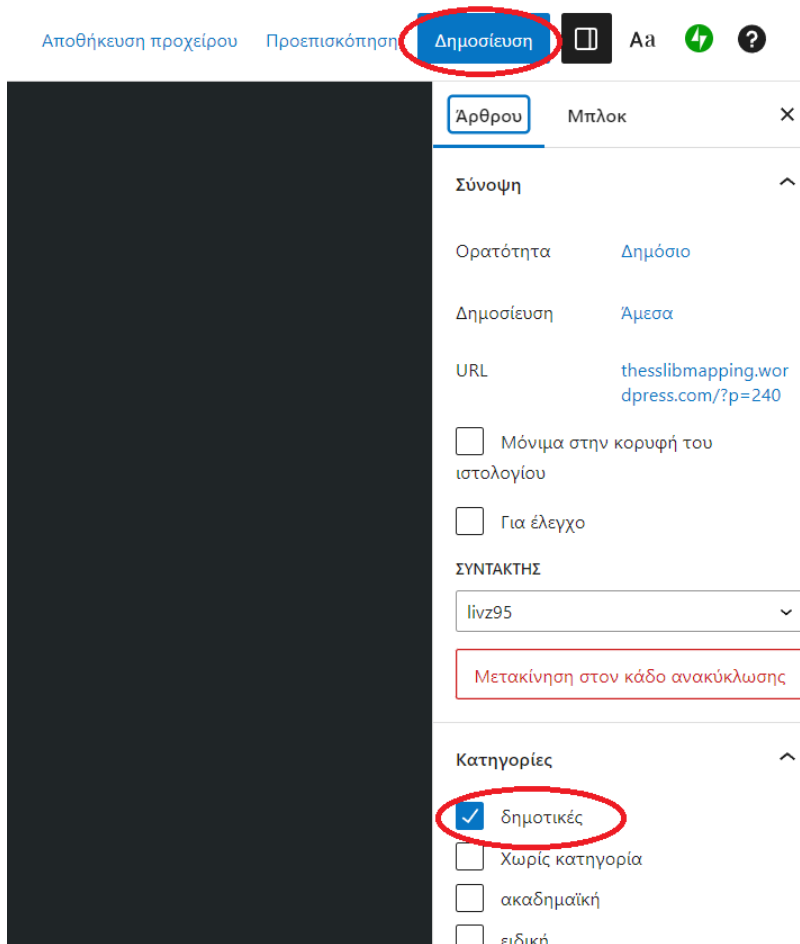 Αποθήκευση προχείρου Προεπισκόπηση Δημοσίευση Aa ?
Άρθρου Μπλοκ
Σύνοψη
Ορατότητα Δημόσιο
Δημοσίευση Άμεσα
URL thesslibmapping.wor
dpress.com/?p=240
Μόνιμα στην κορυφή του
ιστολογίου
Για έλεγχο
ΣΥΝΤΑΚΤΗΣ
livz95
Μετακίνηση στον κάδο ανακύκλωσης
Κατηγορίες
δημοτικές
Χωρίς κατηγορία
ακαδημαϊκή
ειδική